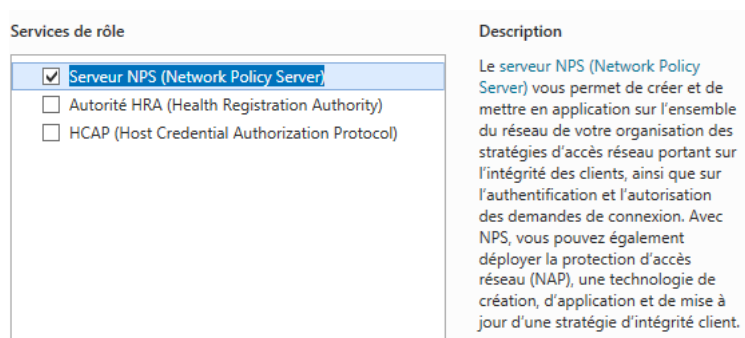 Services de rôle
Serveur NPS (Network Policy Server)
Autorité HRA (Health Registration Authority)
HCAP (Host Credential Authorization Protocol)
Description
Le serveur NPS (Network Policy
Server) vous permet de créer et de
mettre en application sur l'ensemble
du réseau de votre organisation des
stratégies d'accès réseau portant sur
l'intégrité des clients, ainsi que sur
l'authentification et l'autorisation
des demandes de connexion. Avec
NPS, vous pouvez également
déployer la protection d'accès
réseau (NAP), une technologie de
création, d'application et de mise à
jour d'une stratégie d'intégrité client.